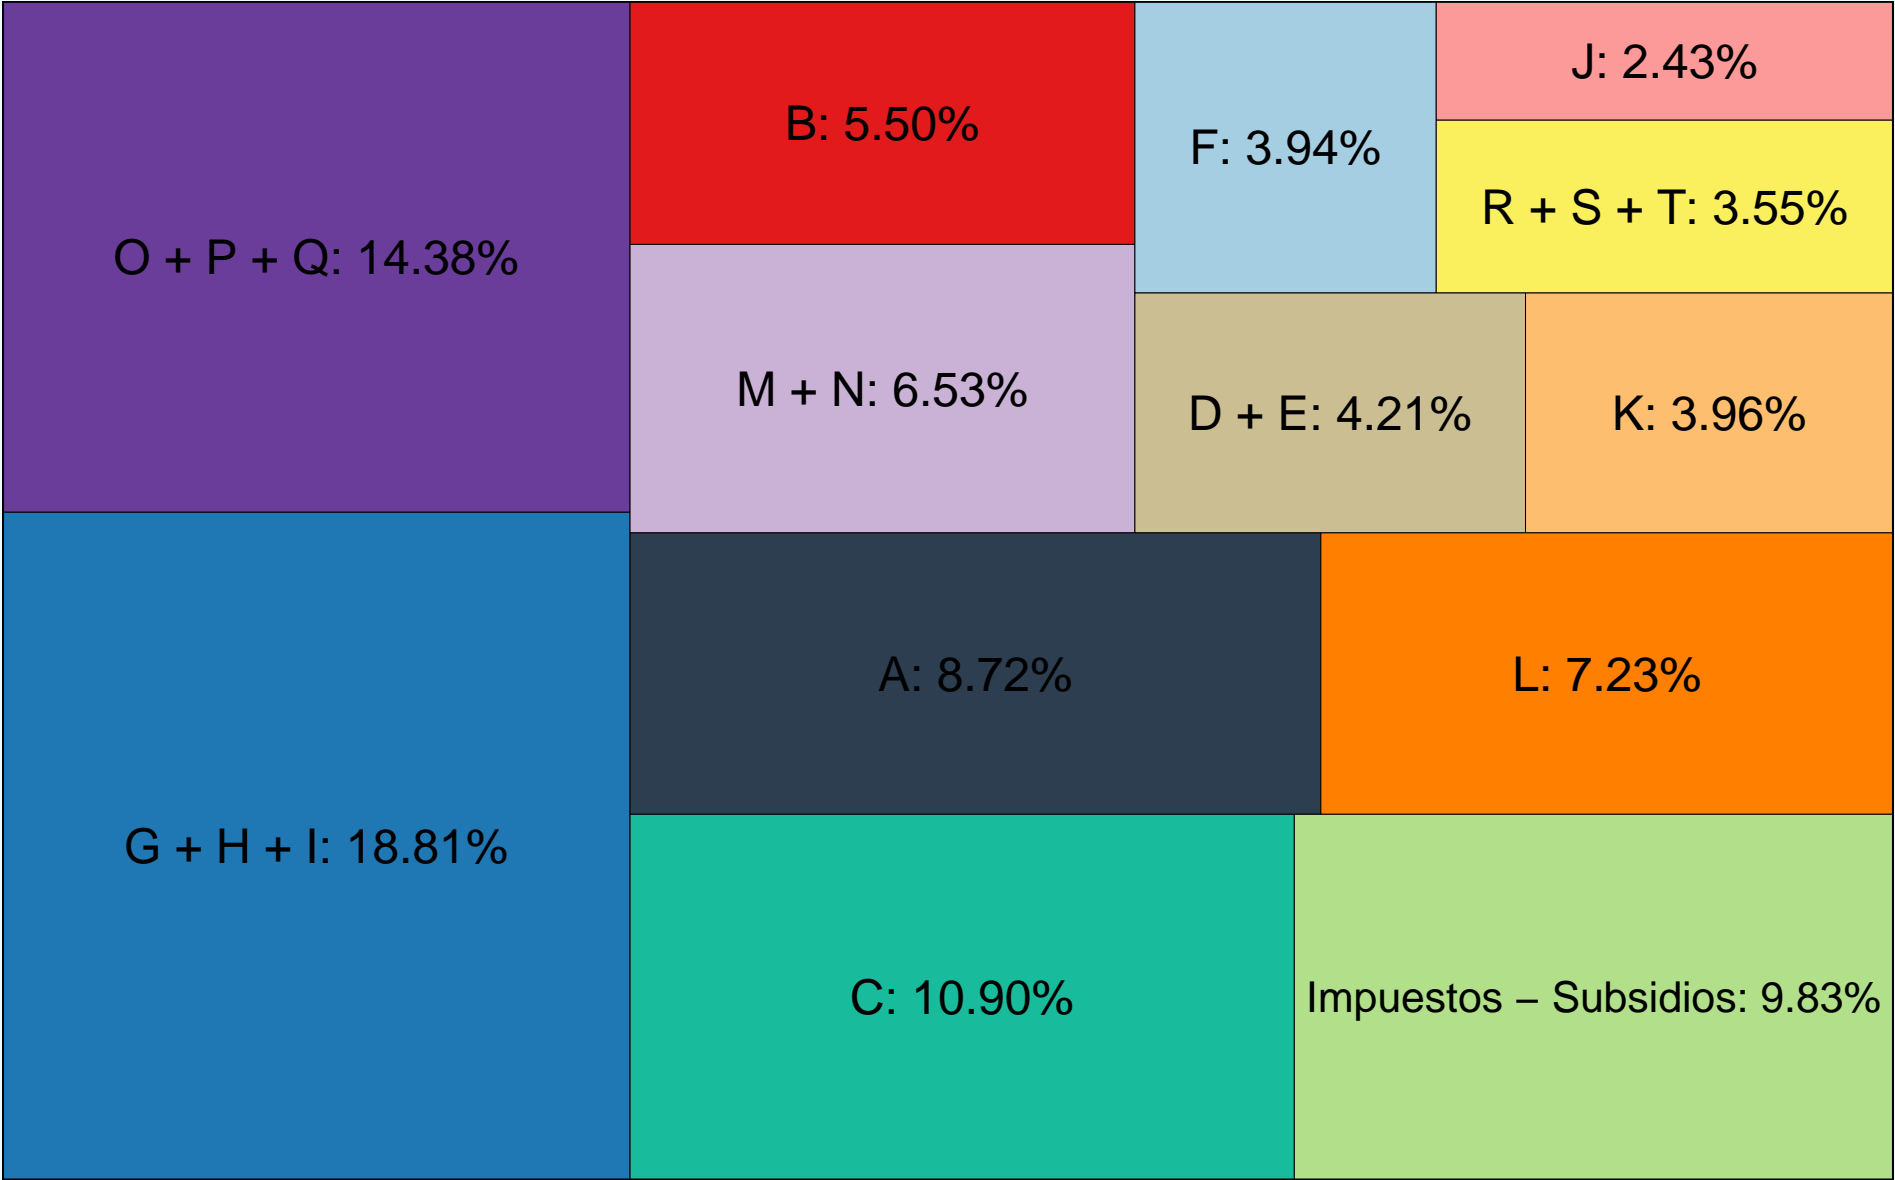 O + P + Q: 14.38%
B: 5.50%
F: 3.94%
J: 2.43%
R + S + T: 3.55%
M + N: 6.53%
D + E: 4.21%
K: 3.96%
G + H + I: 18.81%
A: 8.72%
L: 7.23%
C: 10.90%
Impuestos – Subsidios: 9.83%